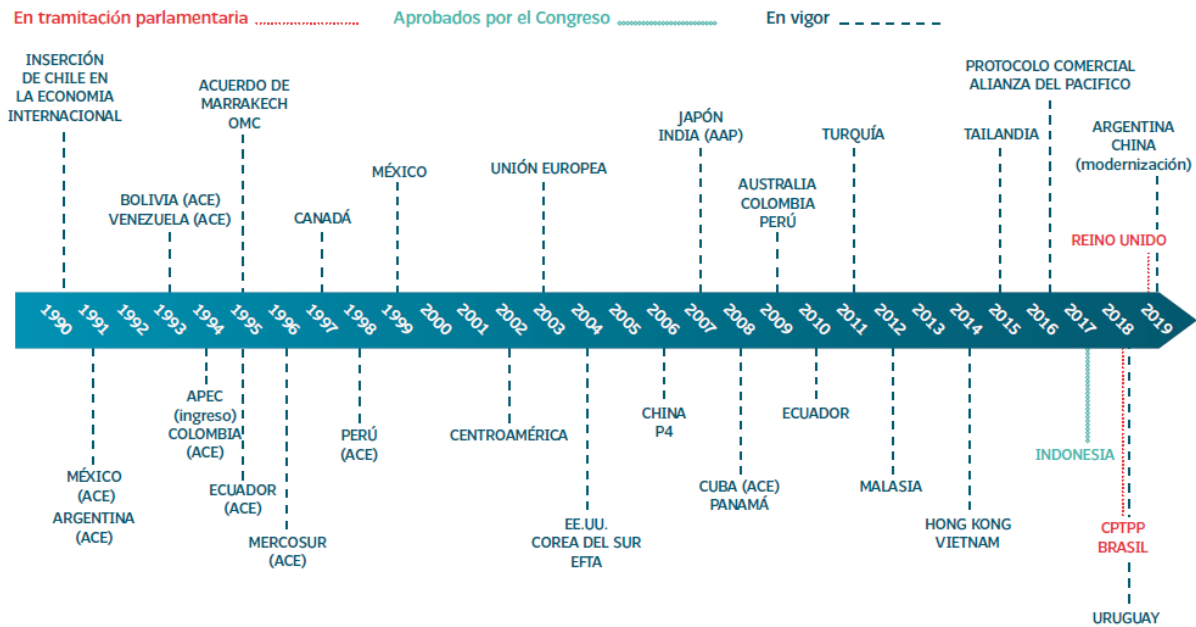 En tramitación parlamentaria
Aprobados por el Congreso
En vigor
INSERCIÓN
DE CHILE EN
LA ECONOMIA
INTERNACIONAL
BOLIVIA (ACE)
VENEZUELA (ACE)
ACUERDO DE
MARRAKECH
OMC
CANADÁ
MÉXICO
UNIÓN EUROPEA
JAPÓN
INDIA (AAP)
AUSTRALIA
COLOMBIA
PERÚ
TURQUÍA
TAILANDIA
PROTOCOLO COMERCIAL
ALIANZA DEL PACIFICO
ARGENTINA
CHINA
(modernización)
REINO UNIDO
1990
1991
1992
1993
1994
1995
1996
1997
1998
1999
2000
2001
2002
2003
2004
2005
2006
2007
2008
2009
2010
2011
2012
2013
2014
2015
2016
2017
2018
2019
MÉXICO
(ACE)
ARGENTINA
(ACE)
APEC
(ingreso)
COLOMBIA
(ACE)
ECUADOR
(ACE)
MERCOSUR
(ACE)
PERÚ
(ACE)
CENTROAMÉRICA
EE.UU.
COREA DEL SUR
EFTA
CHINA
P4
CUBA (ACE)
PANAMÁ
ECUADOR
MALASIA
HONG KONG
VIETNAM
INDONESIA
CPTPP
BRASIL
URUGUAY